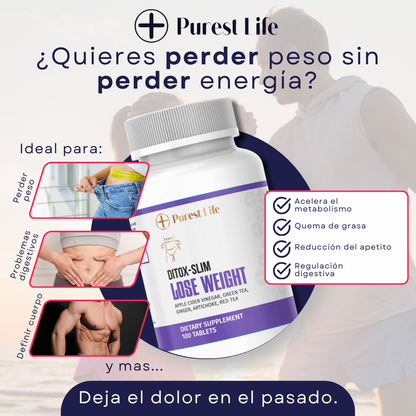 Purest Life
¿Quieres perder peso sin
perder energía?
Ideal para:
Perder
peso
Problemas
digestivos
Definir cuerpo
y mas...
Purest Life
DITOX-SLIM
LOSE WEIGHT
APPLE CIDER VINEGAR, GREEN TEA,
GINGER, ARTICHOKE, RED TEA
DIETARY SUPPLEMENT
100 TABLETS
Acelera el
metabolismo
Quema de grasa
Reducción del apetito
Regulación
digestiva
Deja el dolor en el pasado.